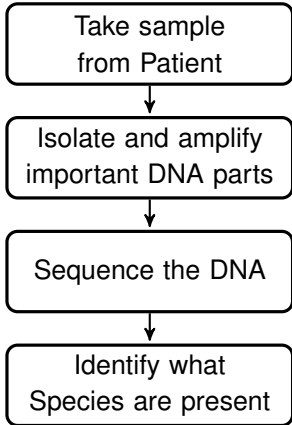 Take sample
from Patient
Isolate and amplify
important DNA parts
Sequence the DNA
Identify what
Species are present